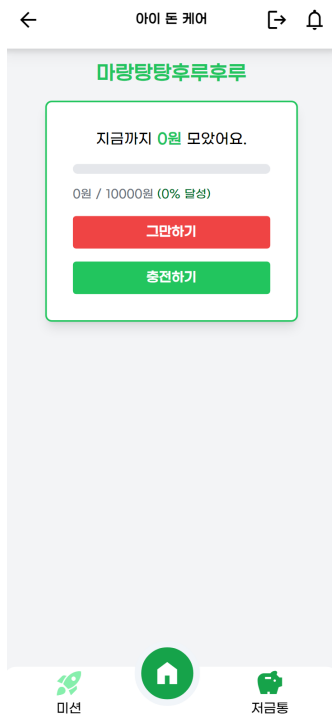 아이 돈 케어
마랑탕탕후루후루
지금까지 0원 모았어요.
0원 / 10000원 (0% 달성)
그만하기
충전하기
미션
저금통